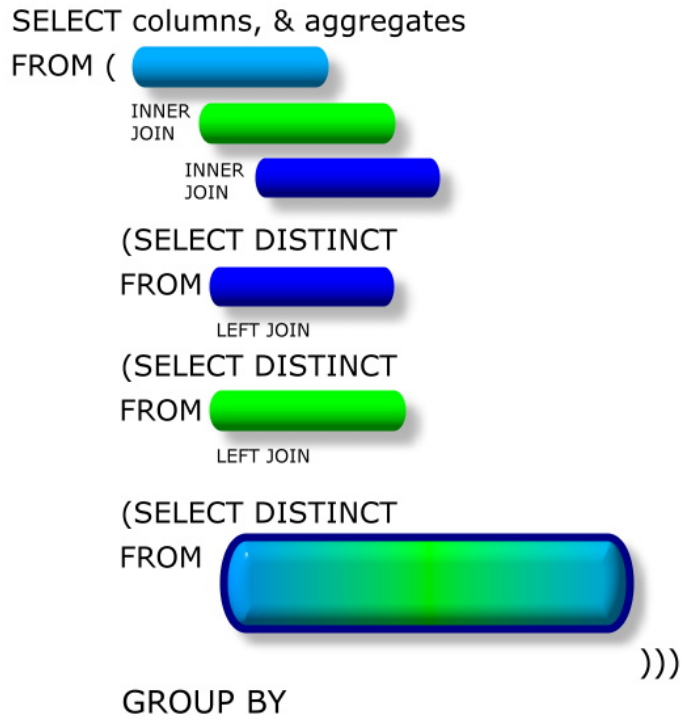 SELECT columns, & aggregates
FROM (
INNER
JOIN
INNER
JOIN
(SELECT DISTINCT
FROM
LEFT JOIN
(SELECT DISTINCT
FROM
LEFT JOIN
(SELECT DISTINCT
FROM
)))
GROUP BY